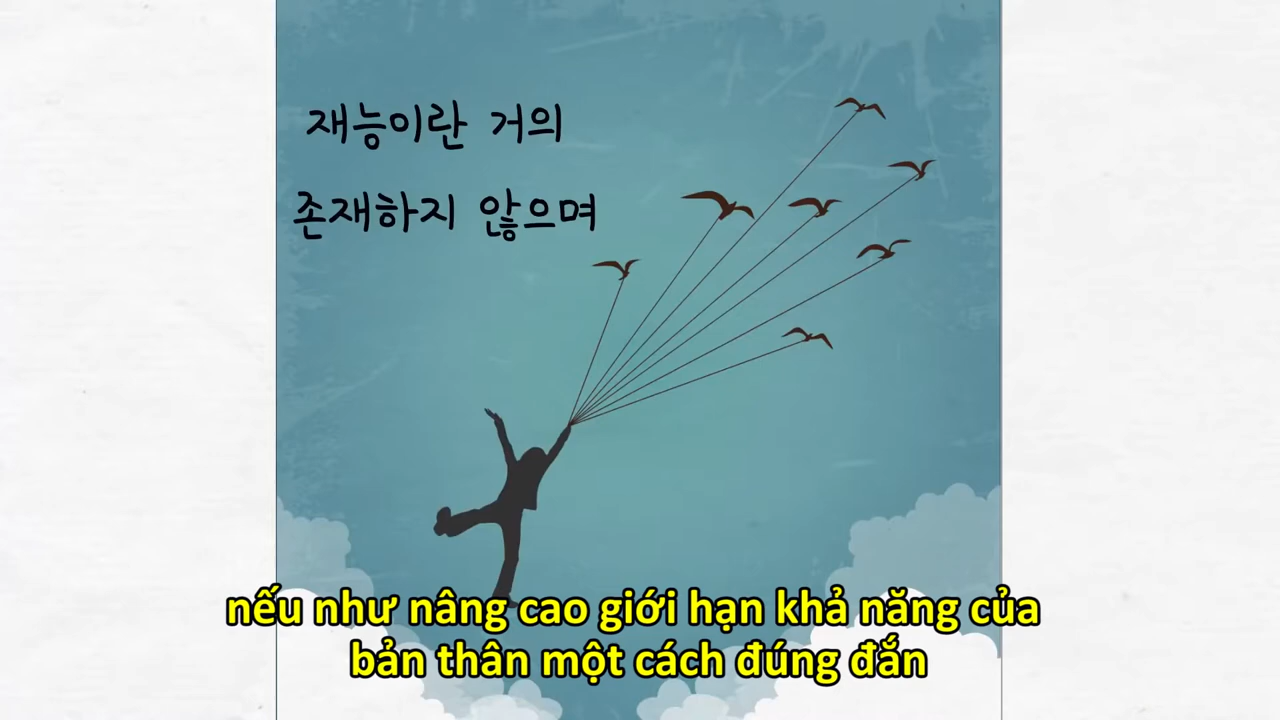 재능이란 거의
존재하지 않으며
nếu như nâng cao giới hạn khả năng của
bản thân một cách đúng đắn